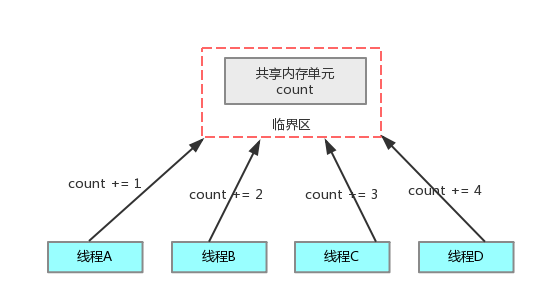 共享内存单元
count
临界区
count += 1
count += 2
count += 3
count += 4
线程A
线程B
线程C
线程D